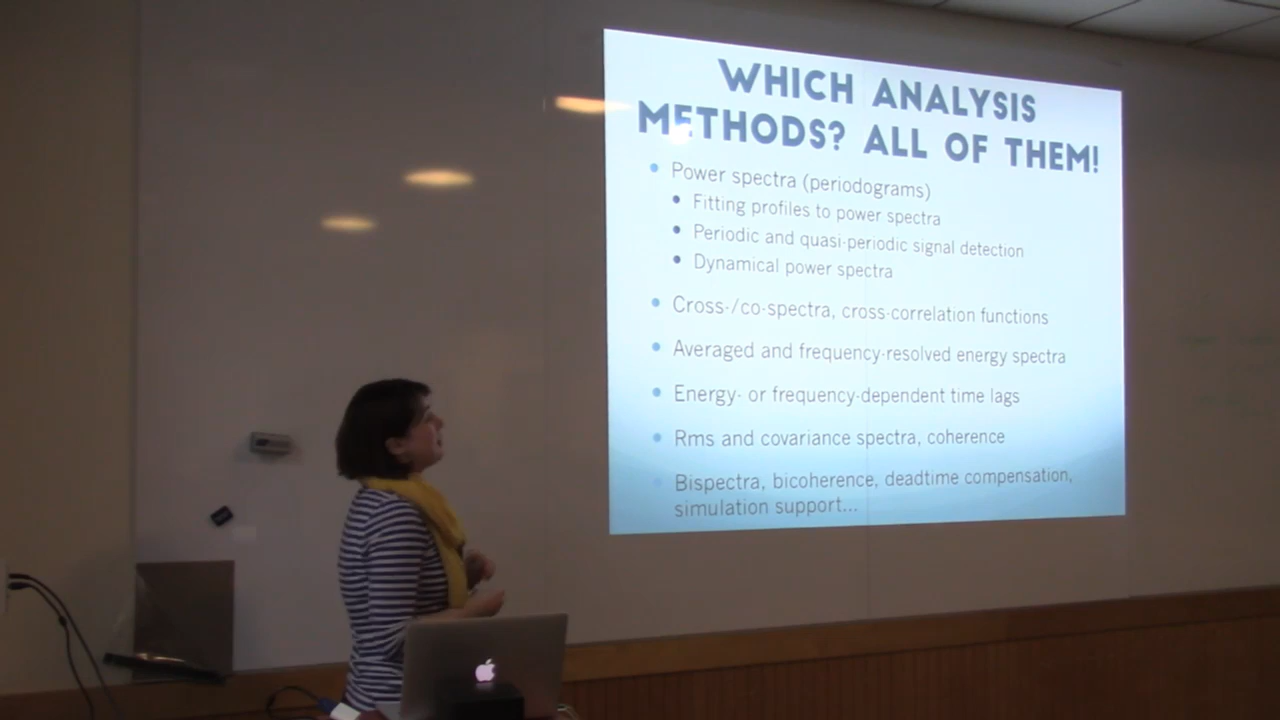 WHICH ANALYSIS
METHODS? ALL OF THEM!
Power spectra (periodograms)
Fitting profiles to power spectra
Periodic and quasi-periodic signal detection
Dynamical power spectra
Cross-/co-spectra, cross-correlation functions
Averaged and frequency-resolved energy spectra
Energy- or frequency-dependent time lags
Rms and covariance spectra, coherence
Bispectra, bicoherence, deadtime compensation,
simulation support...